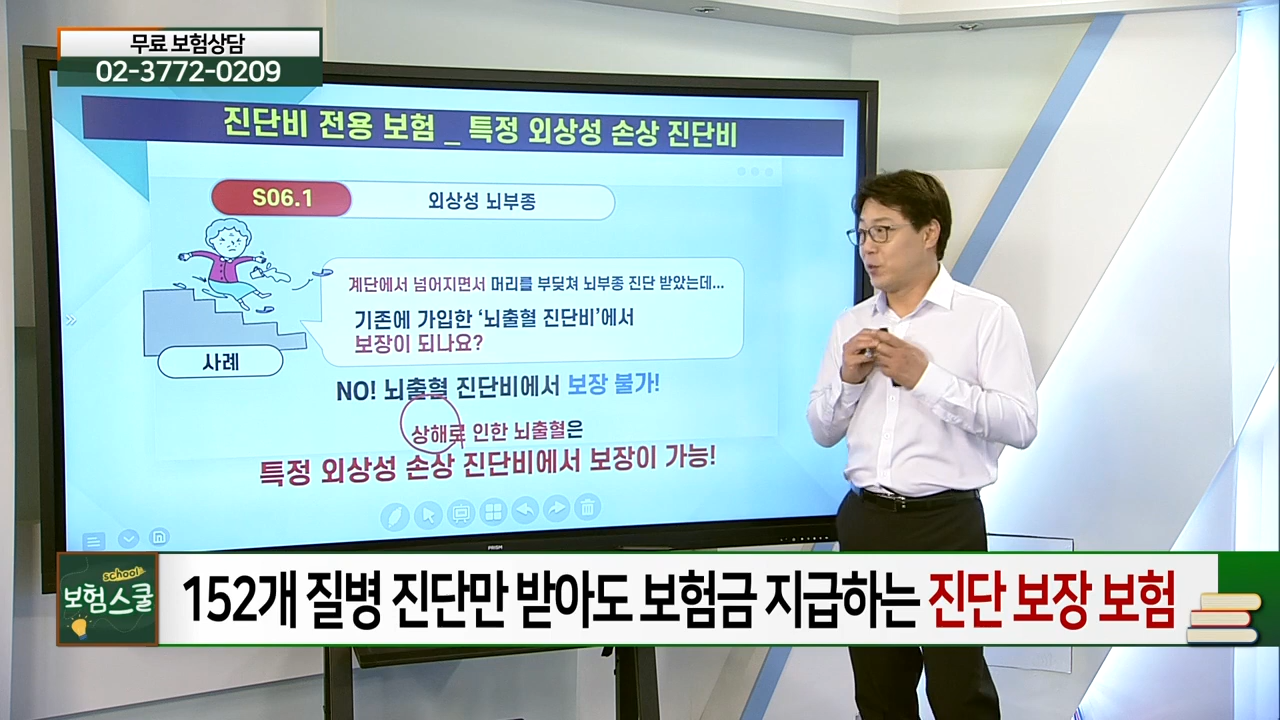 무료 보험상담
02-3772-0209
진단비 전용 보험 _ 특정 외상성 손상 진단비
S06.1
외상성 뇌부종
계단에서 넘어지면서 머리를 부딪쳐 뇌부종 진단 받았는데...
기존에 가입한 '뇌출혈 진단비'에서
보장이 되나요?
사례
NO! 뇌출혈 진단비에서 보장 불가!
상해로 인한 뇌출혈은
특정 외상성 손상 진단비에서 보장이 가능!
PRISM
school
보험스쿨
152개 질병 진단만 받아도 보험금 지급하는 진단 보장 보험